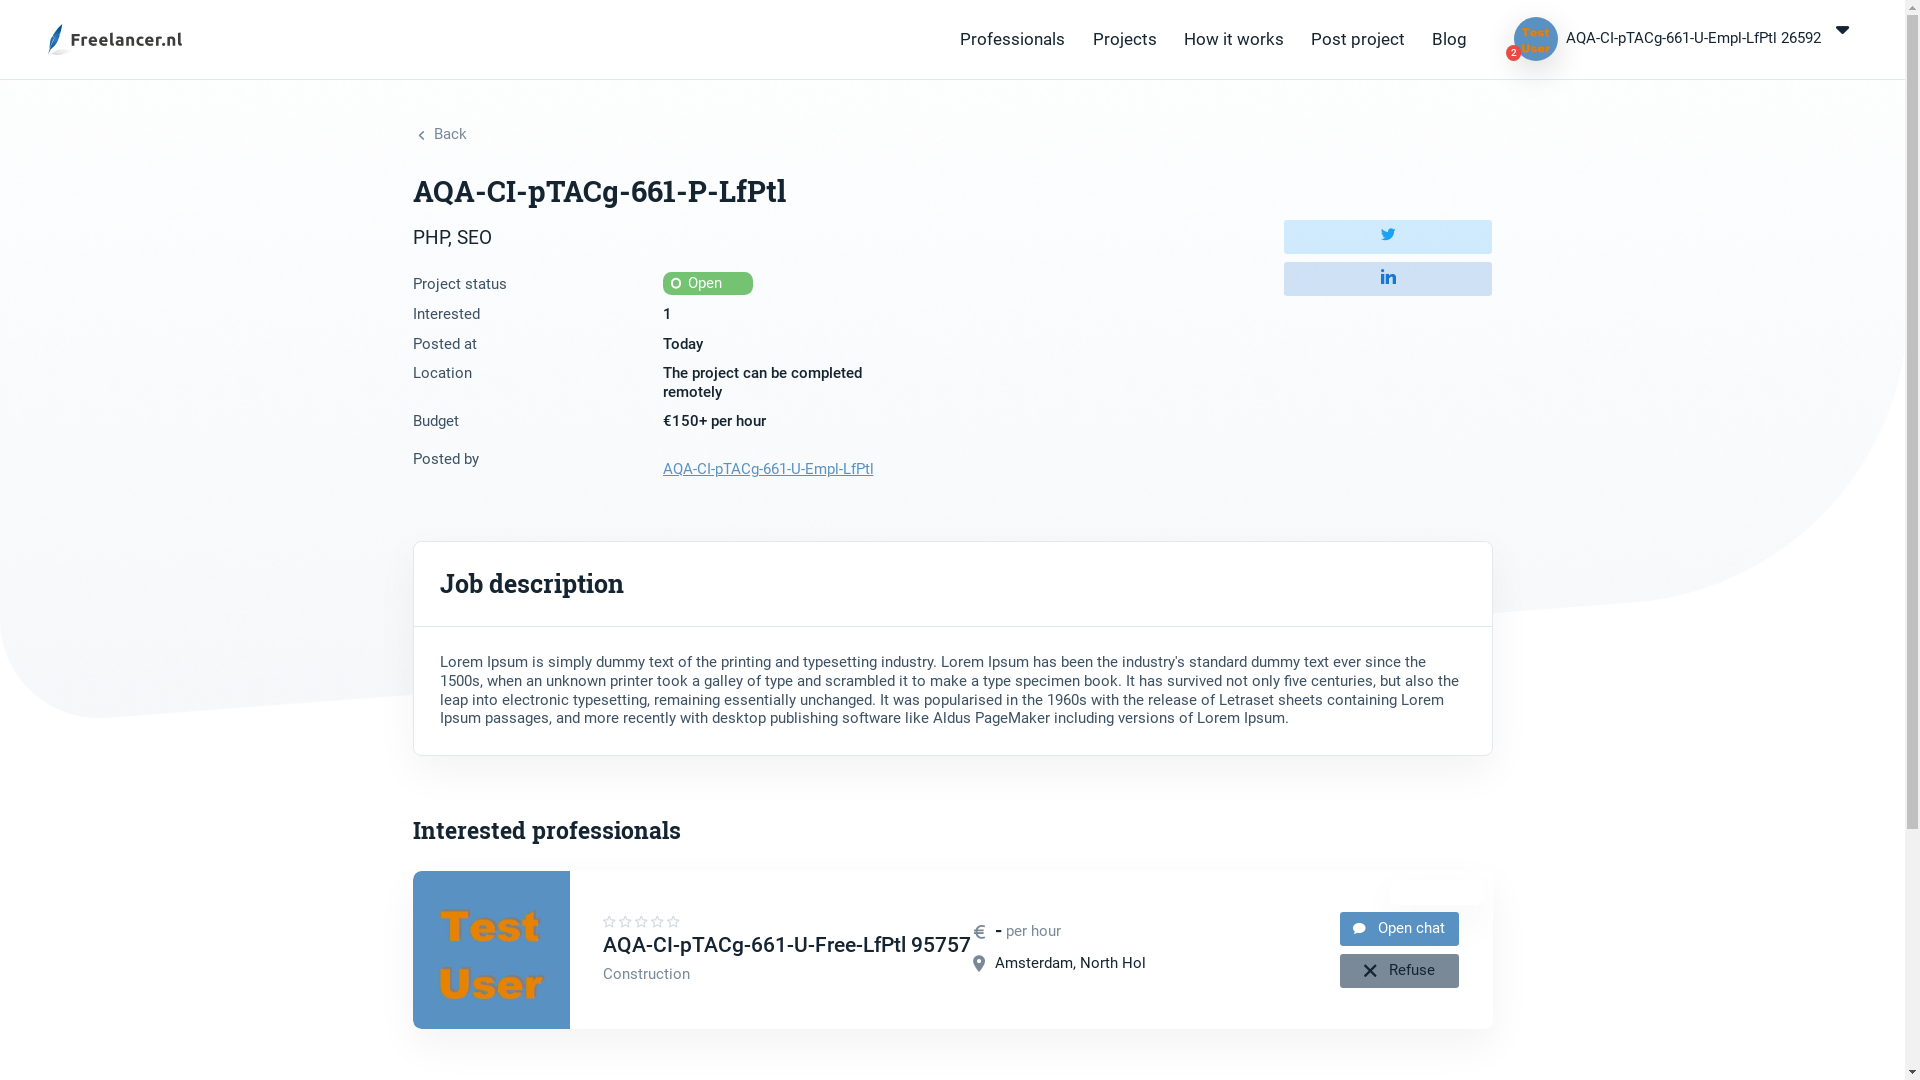 Freelancer.nl
Professionals
Projects
How it works
Post project
Blog
Test
User
2
AQA-CI-pTACg-661-U-Empl-LfPtl 26592
Back
AQA-CI-pTACg-661-P-LfPtl
PHP, SEO
Project status
Open
Interested
1
Posted at
Today
Location
The project can be completed
remotely
Budget
€150+ per hour
Posted by
AQA-CI-pTACg-661-U-Empl-LfPtl
Job description
Lorem Ipsum is simply dummy text of the printing and typesetting industry. Lorem Ipsum has been the industry's standard dummy text ever since the
1500s, when an unknown printer took a galley of type and scrambled it to make a type specimen book. It has survived not only five centuries, but also the
leap into electronic typesetting, remaining essentially unchanged. It was popularised in the 1960s with the release of Letraset sheets containing Lorem
Ipsum passages, and more recently with desktop publishing software like Aldus PageMaker including versions of Lorem Ipsum.
Interested professionals
Test
User
AQA-CI-pTACg-661-U-Free-LfPtl 95757
Construction
€ - per hour
Amsterdam, North Hol
Open chat
Refuse